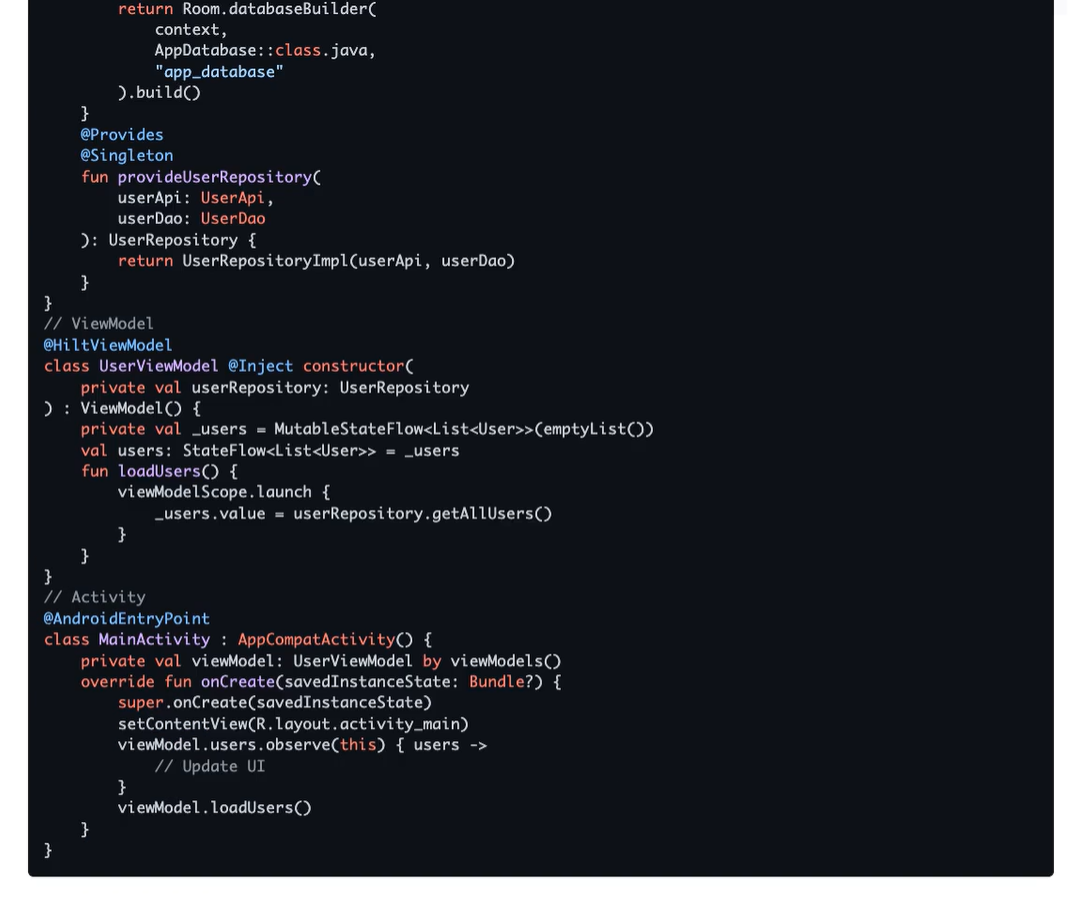 return Room.databaseBuilder(
context,
AppDatabase::class.java,
"app_database"
).build()
}
@Provides
@Singleton
fun provideUserRepository(
userApi: UserApi,
userDao: UserDao
): UserRepository {
return UserRepositoryImpl(userApi, userDao)
}
}
// ViewModel
@HiltViewModel
class UserViewModel @Inject constructor(
private val userRepository: UserRepository
) : ViewModel() {
private val _users = MutableStateFlow<List<User>>(emptyList())
val users: StateFlow<List<User>> = _users
fun loadUsers() {
viewModelScope.launch {
_users.value = userRepository.getAllUsers()
}
}
}
// Activity
@AndroidEntryPoint
class MainActivity : AppCompatActivity() {
private val viewModel: UserViewModel by viewModels()
override fun onCreate(savedInstanceState: Bundle?) {
super.onCreate(savedInstanceState)
setContentView(R.layout.activity_main)
viewModel.users.observe(this) { users ->
// Update UI
}
viewModel.loadUsers()
}
}